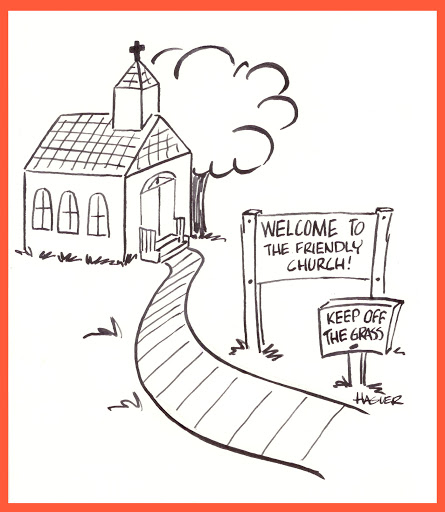 WELCOME TO
THE FRIENDLY
CHURCH!
KEEP OFF
THE GRASS
HAGLER